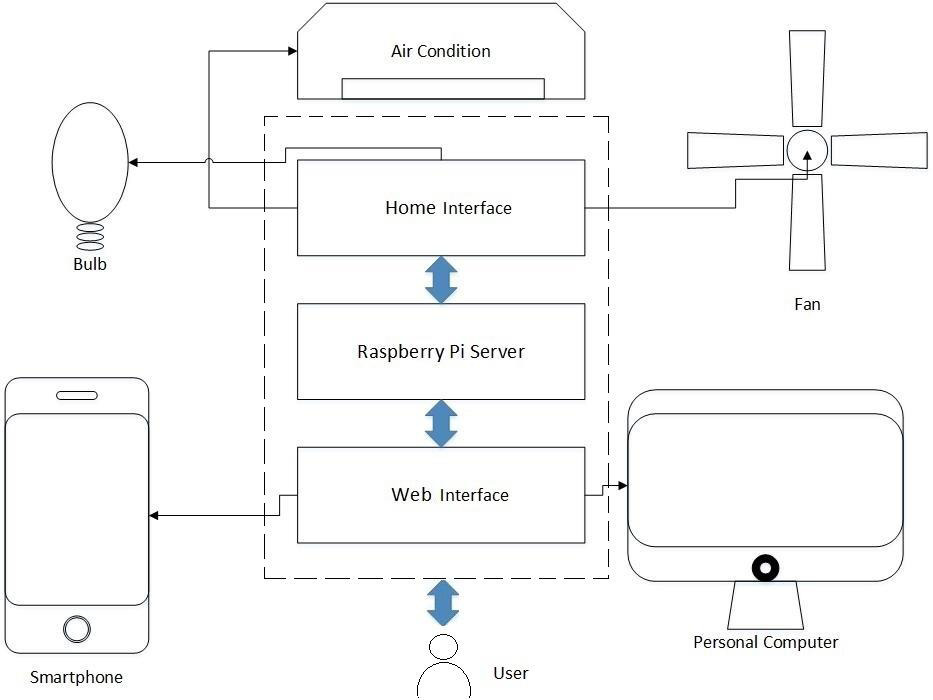 Air Condition
Home Interface
Bulb
Fan
Raspberry Pi Server
Web Interface
Personal Computer
Smartphone
User